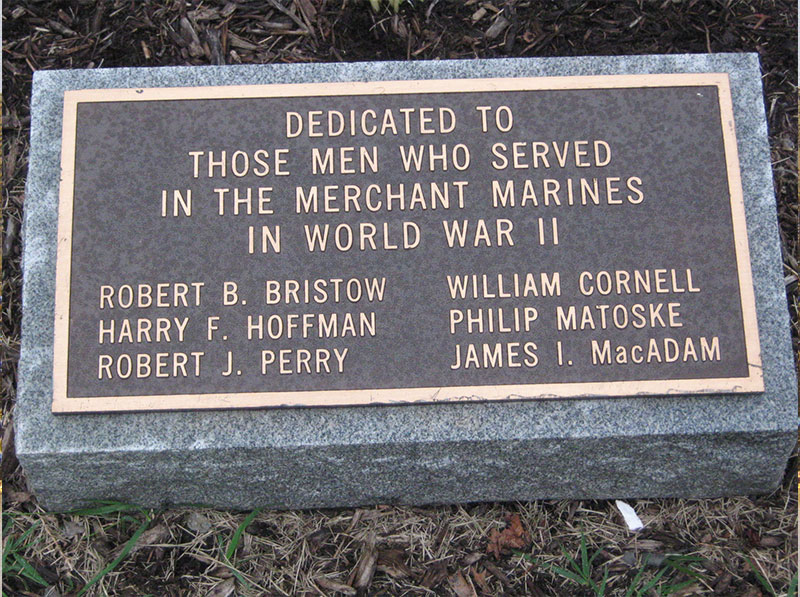 DEDICATED TO
THOSE MEN WHO SERVED
IN THE MERCHANT MARINES
IN WORLD WAR II
ROBERT B. BRISTOW
HARRY F. HOFFMAN
ROBERT J. PERRY
WILLIAM CORNELL
PHILIP MATOSKE
JAMES I. MacADAM